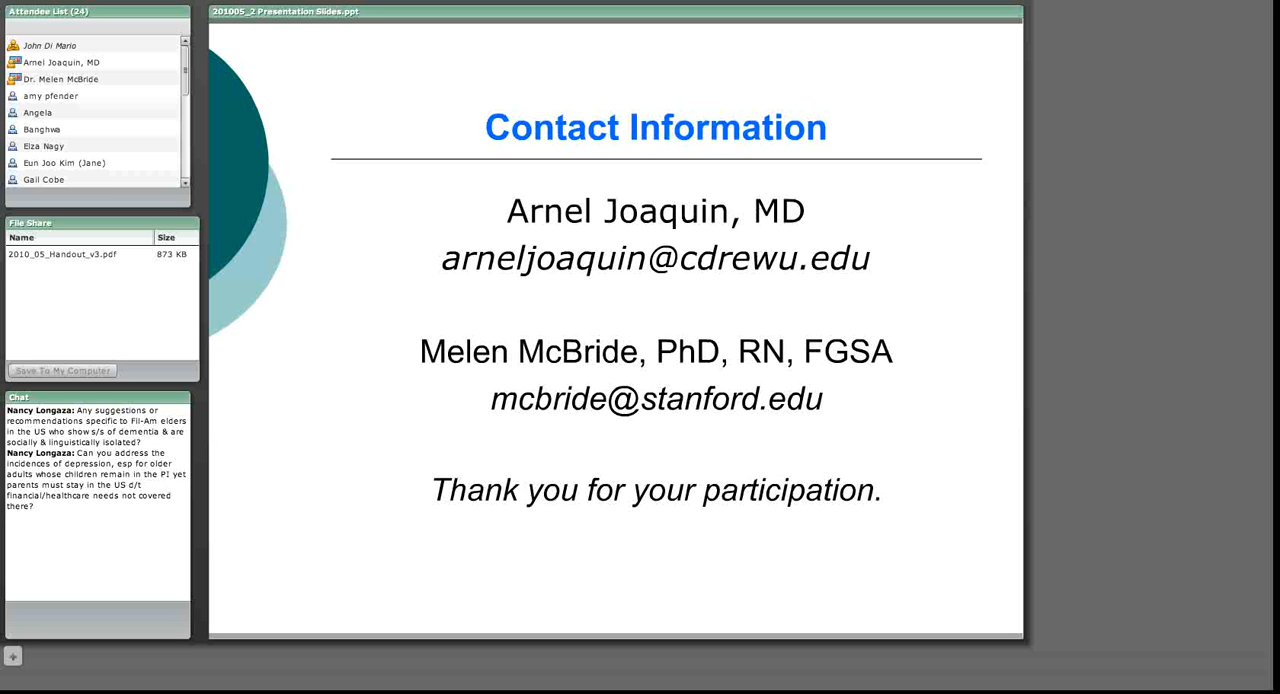 Attendee List (24)
John Di Mario
Arnel Joaquin, MD
Dr. Melen McBride
amy pfender
Angela
Banghwa
Elza Nagy
Eun Joo Kim (Jane)
Gail Cobe
File Share
Name Size
2010_05_Handout_v3.pdf 873 KB
Save To My Computer
Chat
Nancy Longaza: Any suggestions or
recommendations specific to Fil-Am elders
in the US who show s/s of dementia & are
socially & linguistically isolated?
Nancy Longaza: Can you address the
incidences of depression, esp for older
adults whose children remain in the PI yet
parents must stay in the US d/t
financial/healthcare needs not covered
there?
201005_2 Presentation Slides.ppt
Contact Information
Arnel Joaquin, MD
arneljoaquin@cdrewu.edu
Melen McBride, PhD, RN, FGSA
mcbride@stanford.edu
Thank you for your participation.